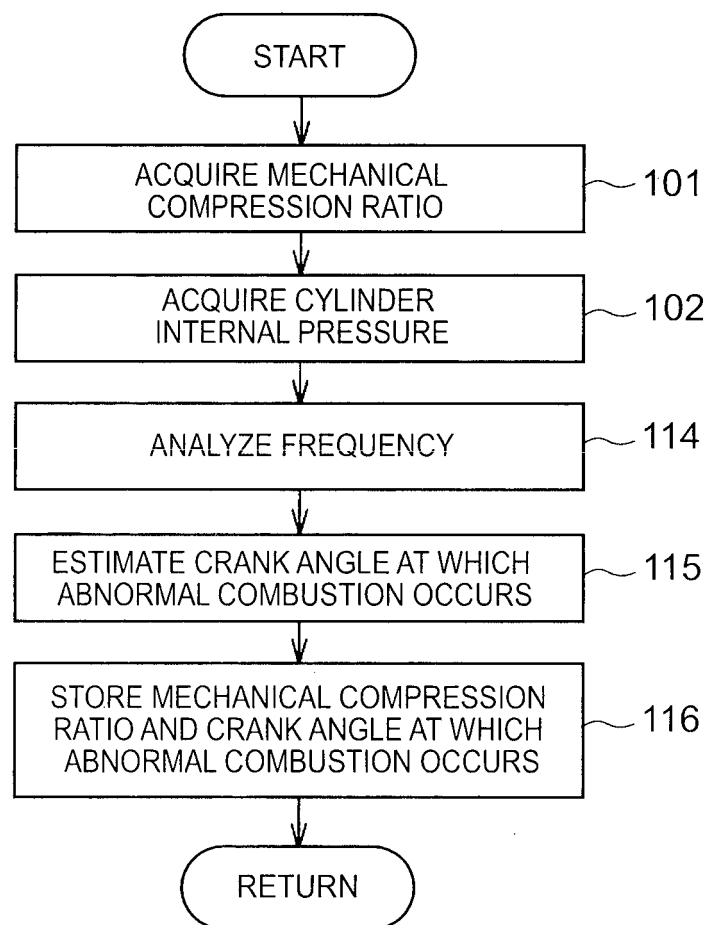 START
ACQUIRE MECHANICAL
COMPRESSION RATIO
101
ACQUIRE CYLINDER
INTERNAL PRESSURE
102
ANALYZE FREQUENCY
114
ESTIMATE CRANK ANGLE AT WHICH
ABNORMAL COMBUSTION OCCURS
115
STORE MECHANICAL COMPRESSION
RATIO AND CRANK ANGLE AT WHICH
ABNORMAL COMBUSTION OCCURS
116
RETURN